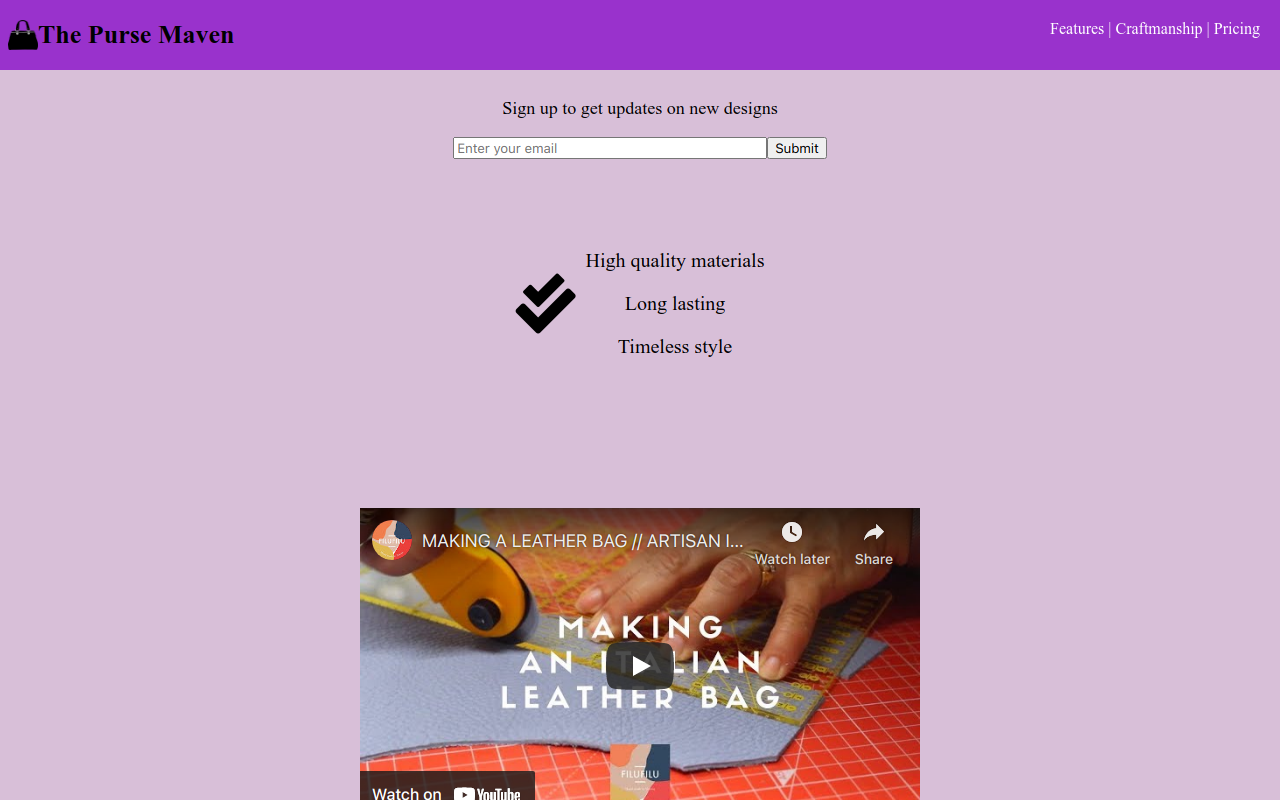 The Purse Maven
Features | Craftmanship | Pricing
Sign up to get updates on new designs
Enter your email
Submit
High quality materials
Long lasting
Timeless style
MAKING A LEATHER BAG // ARTISAN I...
Watch later
Share
MAKING
AN ITALIAN
LEATHER BAG
FILUFILU
Watch on YouTube